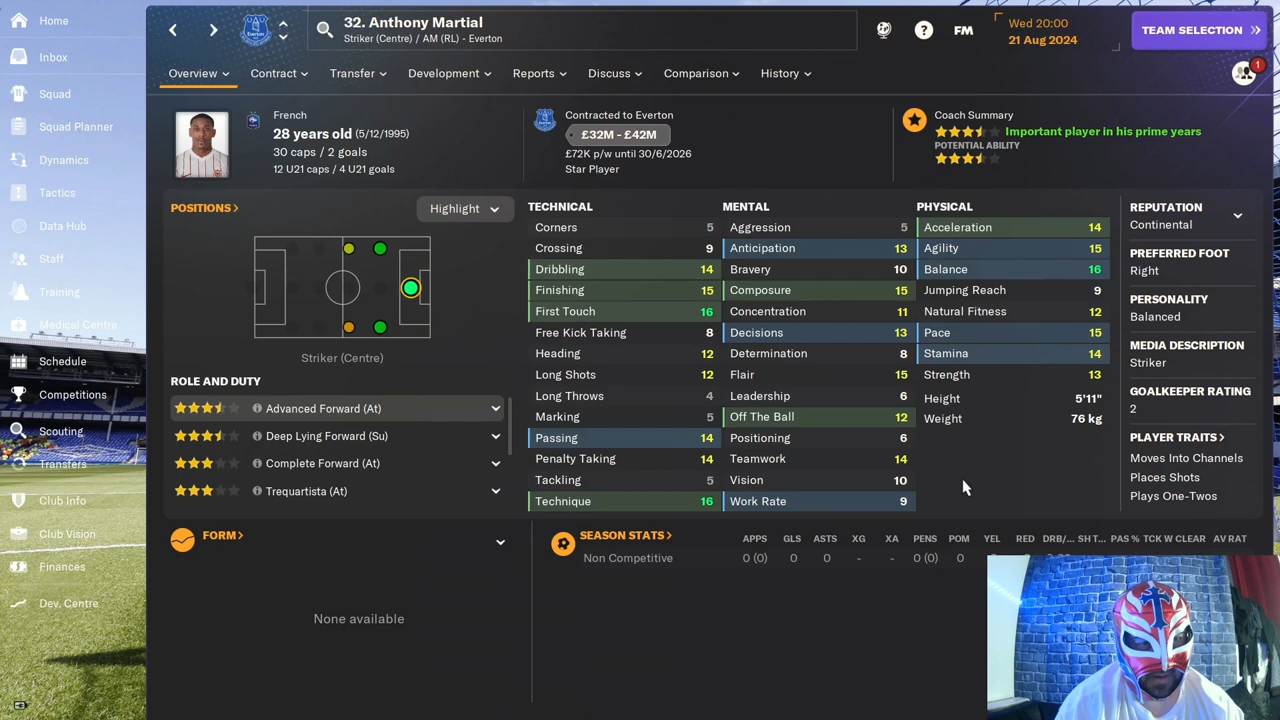 Home
Inbox
Squad
Squad Planner
Dynamics
Tactics
Data Hub
Staff
Training
Medical Centre
Schedule
Competitions
Scouting
Transfers
Club Info
Club Vision
Finances
Dev. Centre
32. Anthony Martial
Striker (Centre) / AM (RL) - Everton
FM
Wed 20:00
21 Aug 2024
TEAM SELECTION
Overview Contract Transfer Development Reports Discuss Comparison History
1
French
28 years old (5/12/1995)
30 caps / 2 goals
12 U21 caps / 4 U21 goals
Contracted to Everton
£32M - £42M
£72K p/w until 30/6/2026
Star Player
Coach Summary
Important player in his prime years
POTENTIAL ABILITY
POSITIONS
Highlight
Striker (Centre)
ROLE AND DUTY
Advanced Forward (At)
Deep Lying Forward (Su)
Complete Forward (At)
Trequartista (At)
TECHNICAL
Corners 5
Crossing 9
Dribbling 14
Finishing 15
First Touch 16
Free Kick Taking 8
Heading 12
Long Shots 12
Long Throws 4
Marking 5
Passing 14
Penalty Taking 14
Tackling 5
Technique 16
MENTAL
Aggression 5
Anticipation 13
Bravery 10
Composure 15
Concentration 11
Decisions 13
Determination 8
Flair 15
Leadership 6
Off The Ball 12
Positioning 6
Teamwork 14
Vision 10
Work Rate 9
PHYSICAL
Acceleration 14
Agility 15
Balance 16
Jumping Reach 9
Natural Fitness 12
Pace 15
Stamina 14
Strength 13
Height 5'11"
Weight 76 kg
REPUTATION
Continental
PREFERRED FOOT
Right
PERSONALITY
Balanced
MEDIA DESCRIPTION
Striker
GOALKEEPER RATING
2
PLAYER TRAITS
Moves Into Channels
Places Shots
Plays One-Twos
FORM
None available
SEASON STATS APPS GLS ASTS XG XA PENS POM YEL RED DRB/... SH T... PAS % TCK W CLEAR AV RAT
Non Competitive 0 (0) 0 0 - - 0 (0) 0